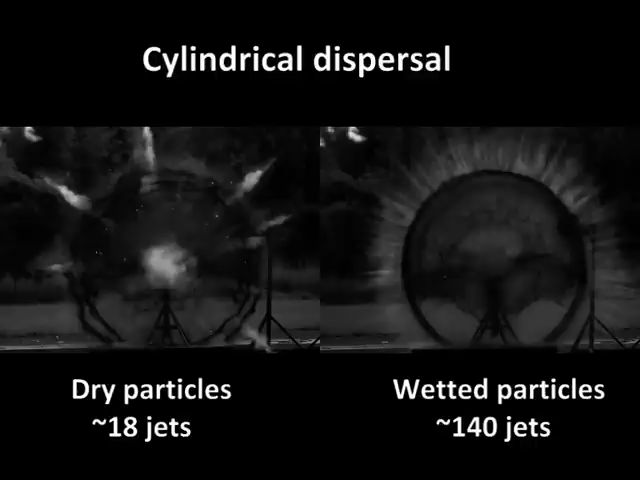 Cylindrical dispersal
Dry particles
~18 jets
Wetted particles
~140 jets